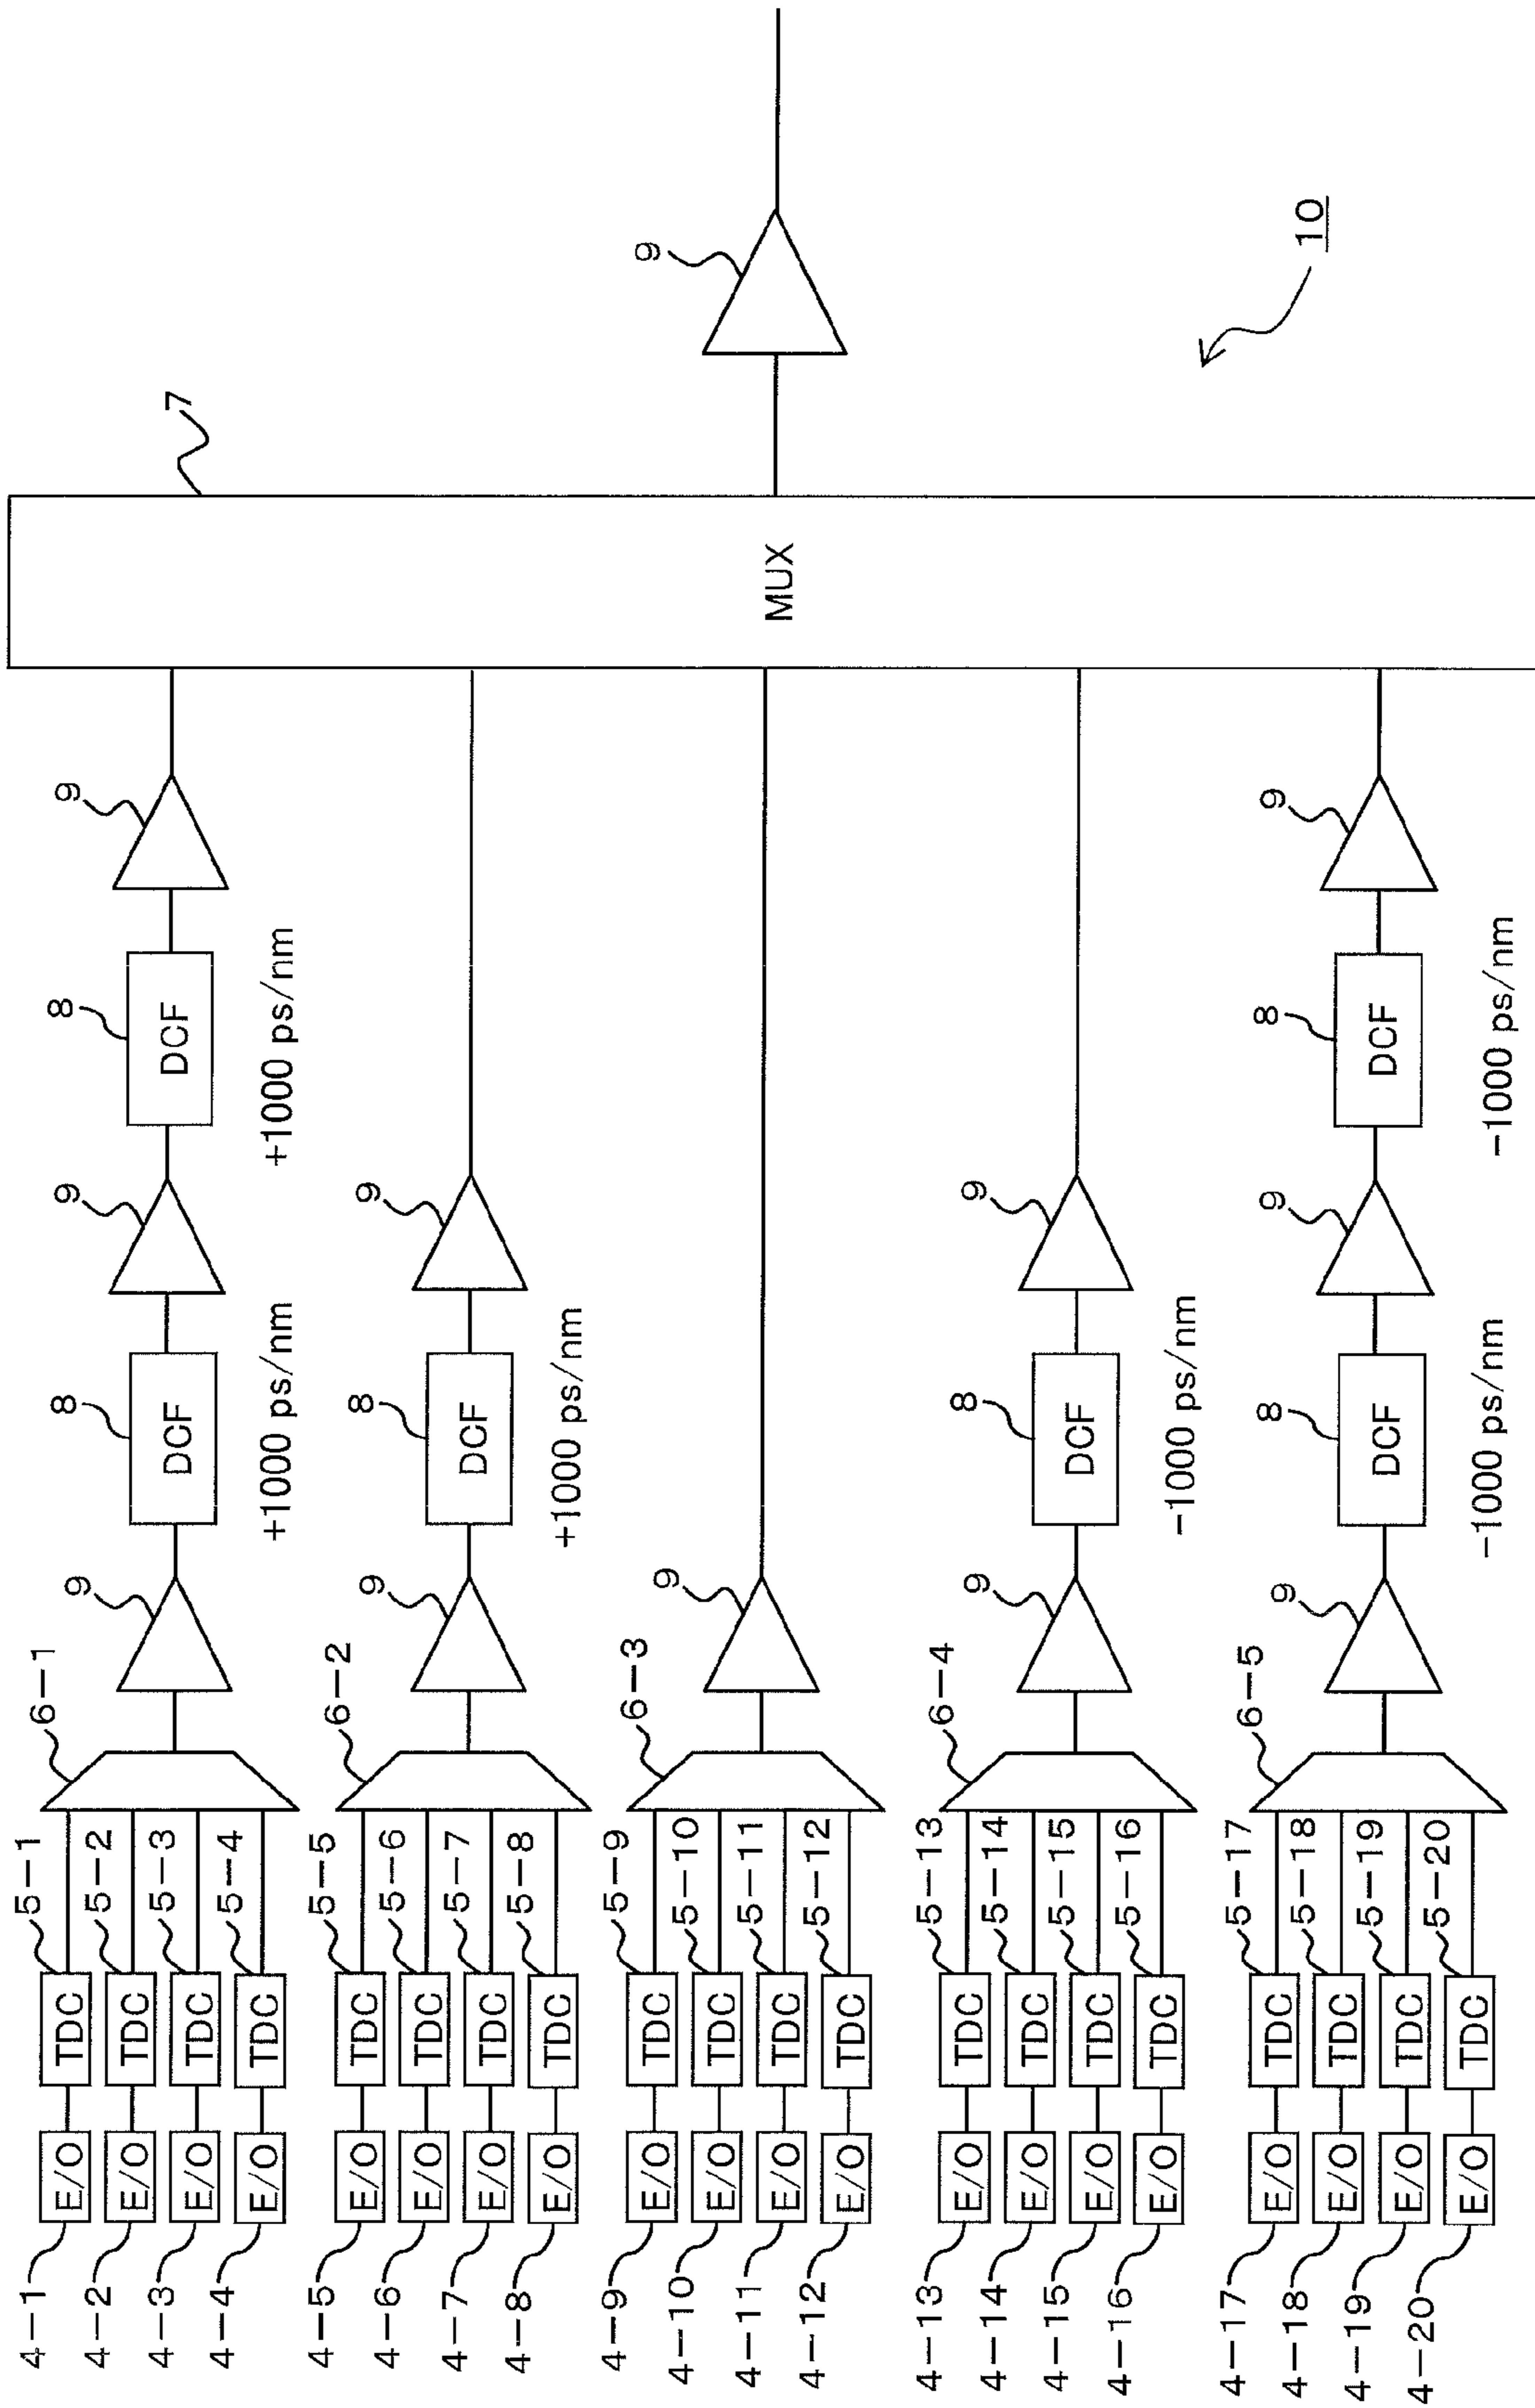 4-1 E/O TDC 5-1
4-2 E/O TDC 5-2
4-3 E/O TDC 5-3
4-4 E/O TDC 5-4
6-1
9
8
DCF
+1000 ps/nm
9
8
DCF
+1000 ps/nm
9
4-5 E/O TDC 5-5
4-6 E/O TDC 5-6
4-7 E/O TDC 5-7
4-8 E/O TDC 5-8
6-2
9
8
DCF
+1000 ps/nm
9
4-9 E/O TDC 5-9
4-10 E/O TDC 5-10
4-11 E/O TDC 5-11
4-12 E/O TDC 5-12
6-3
9
4-13 E/O TDC 5-13
4-14 E/O TDC 5-14
4-15 E/O TDC 5-15
4-16 E/O TDC 5-16
6-4
9
8
DCF
-1000 ps/nm
9
4-17 E/O TDC 5-17
4-18 E/O TDC 5-18
4-19 E/O TDC 5-19
4-20 E/O TDC 5-20
6-5
9
8
DCF
-1000 ps/nm
9
8
DCF
-1000 ps/nm
9
7
MUX
9
10